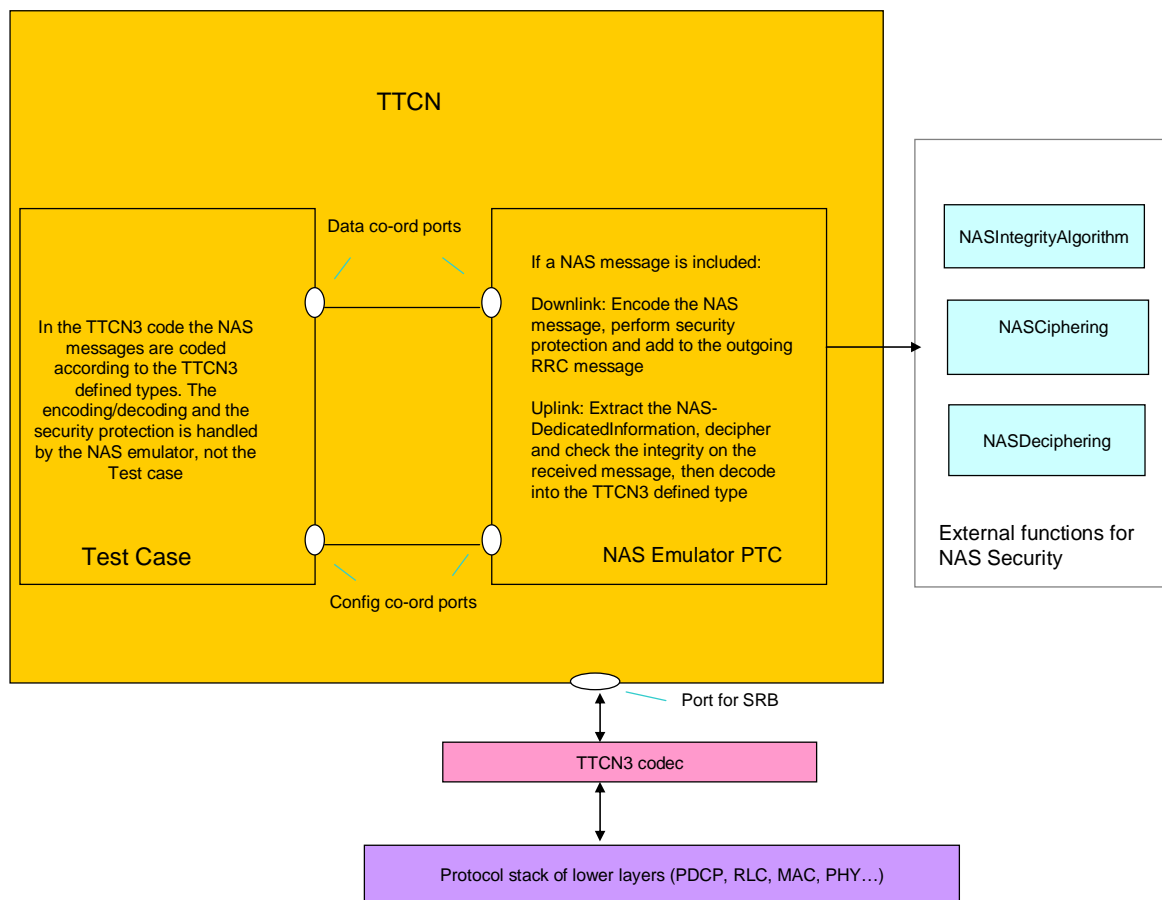 TTCN
Data co-ord ports
In the TTCN3 code the NAS
messages are coded
according to the TTCN3
defined types. The
encoding/decoding and the
security protection is handled
by the NAS emulator, not the
Test case
Test Case
If a NAS message is included:
Downlink: Encode the NAS
message, perform security
protection and add to the outgoing
RRC message
Uplink: Extract the NAS-
DedicatedInformation, decipher
and check the integrity on the
received message, then decode
into the TTCN3 defined type
NAS Emulator PTC
Config co-ord ports
NASIntegrityAlgorithm
NASCiphering
NASDeciphering
External functions for
NAS Security
Port for SRB
TTCN3 codec
Protocol stack of lower layers (PDCP, RLC, MAC, PHY…)